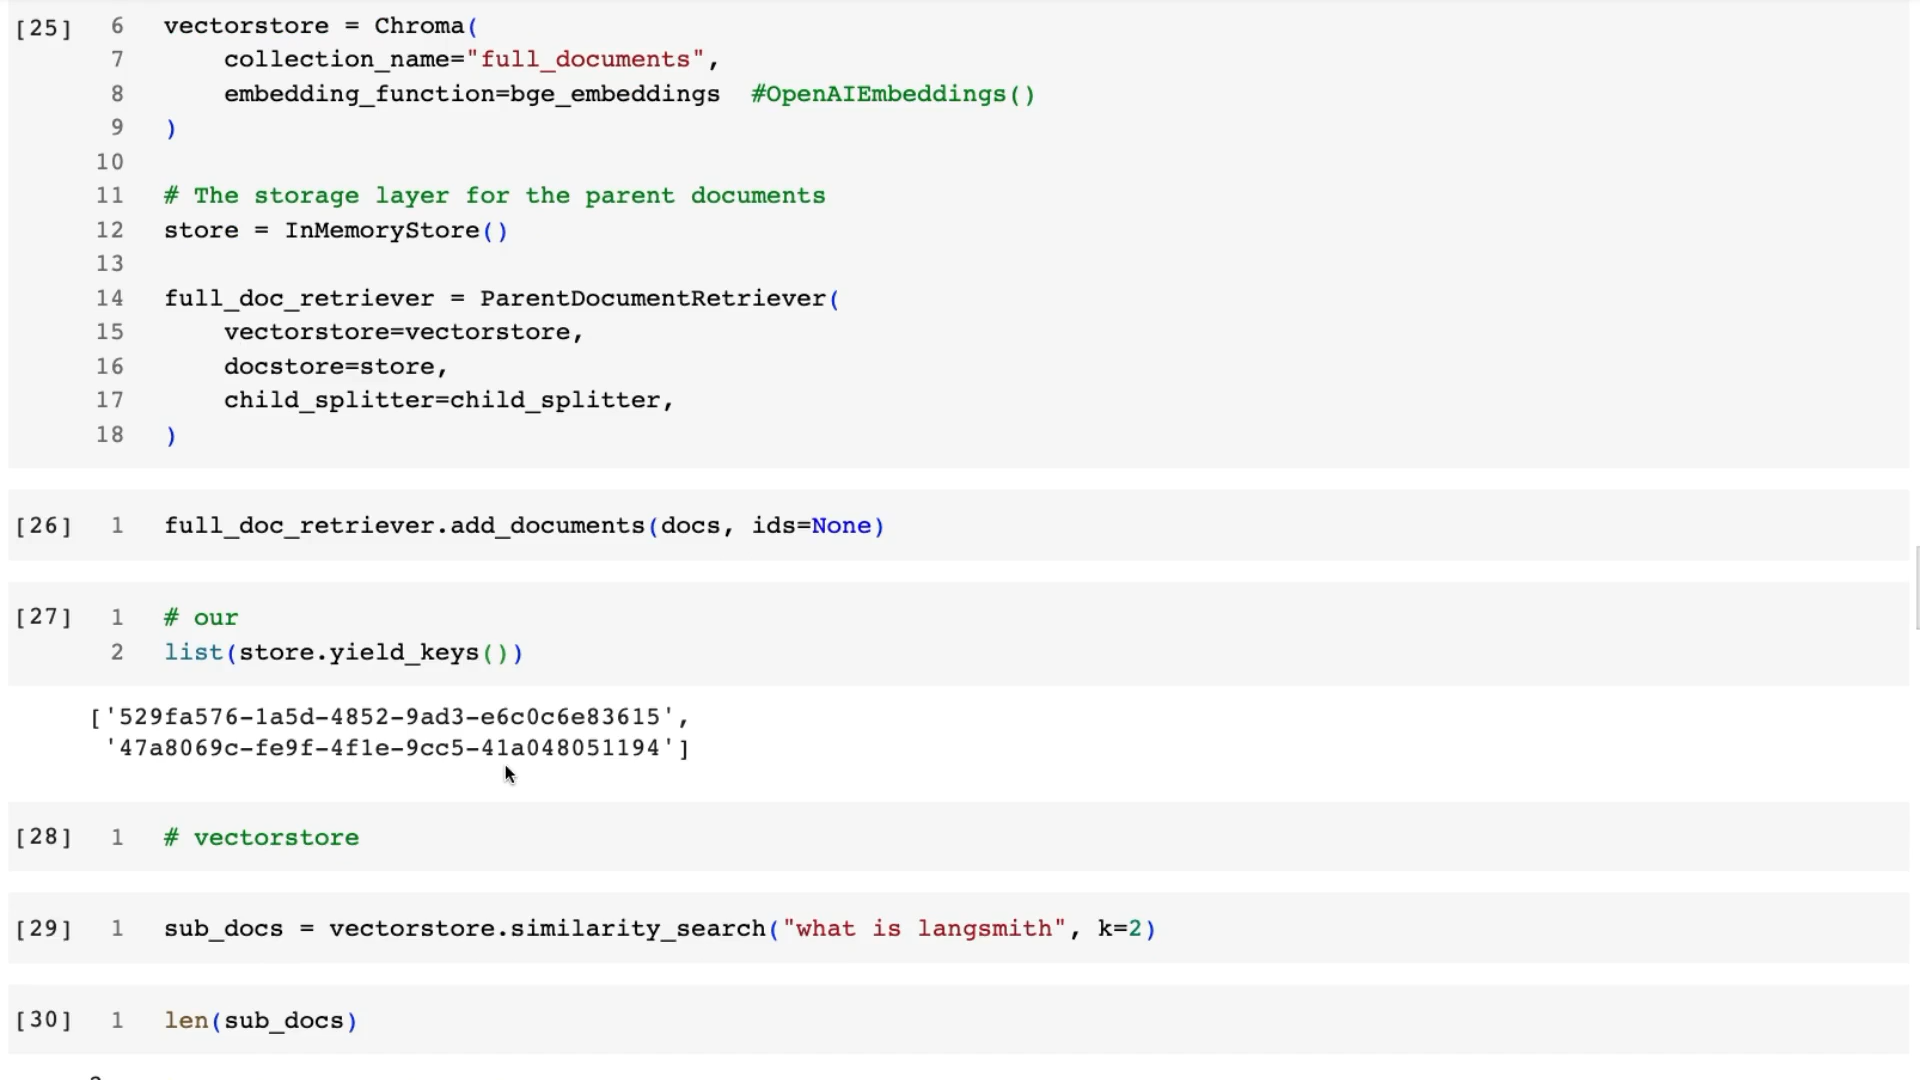 [25] 6 vectorstore = Chroma(
7 collection_name="full_documents",
8 embedding_function=bge_embeddings  #OpenAIEmbeddings()
9 )
10
11 # The storage layer for the parent documents
12 store = InMemoryStore()
13
14 full_doc_retriever = ParentDocumentRetriever(
15 vectorstore=vectorstore,
16 docstore=store,
17 child_splitter=child_splitter,
18 )
[26] 1 full_doc_retriever.add_documents(docs, ids=None)
[27] 1 # our
2 list(store.yield_keys())
['529fa576-1a5d-4852-9ad3-e6c0c6e83615',
'47a8069c-fe9f-4f1e-9cc5-41a048051194']
[28] 1 # vectorstore
[29] 1 sub_docs = vectorstore.similarity_search("what is langsmith", k=2)
[30] 1 len(sub_docs)